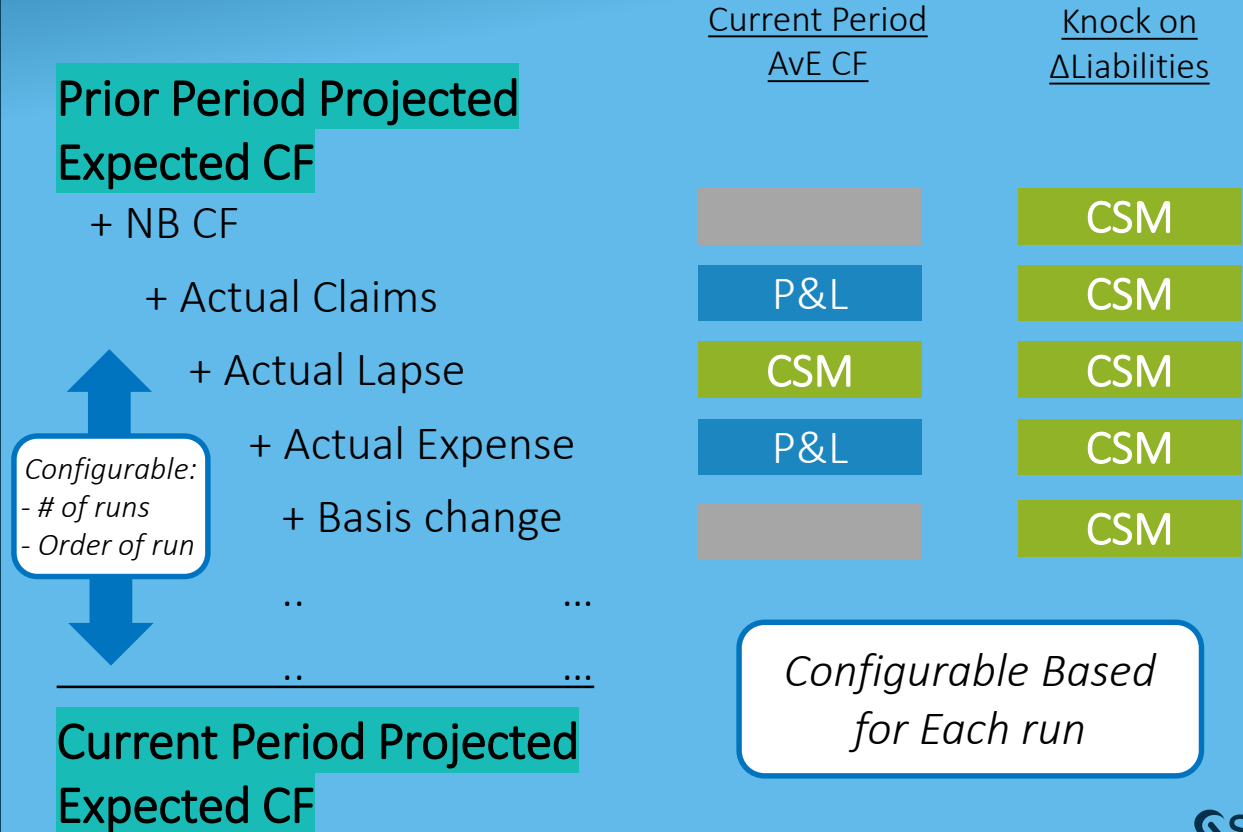 Current Period
AvE CF
Knock on
ΔLiabilities
Prior Period Projected
Expected CF
+ NB CF
CSM
+ Actual Claims
P&L
CSM
+ Actual Lapse
CSM
CSM
+ Actual Expense
P&L
CSM
+ Basis change
CSM
Configurable:
- # of runs
- Order of run
.. ...
.. ...
Configurable Based
for Each run
Current Period Projected
Expected CF